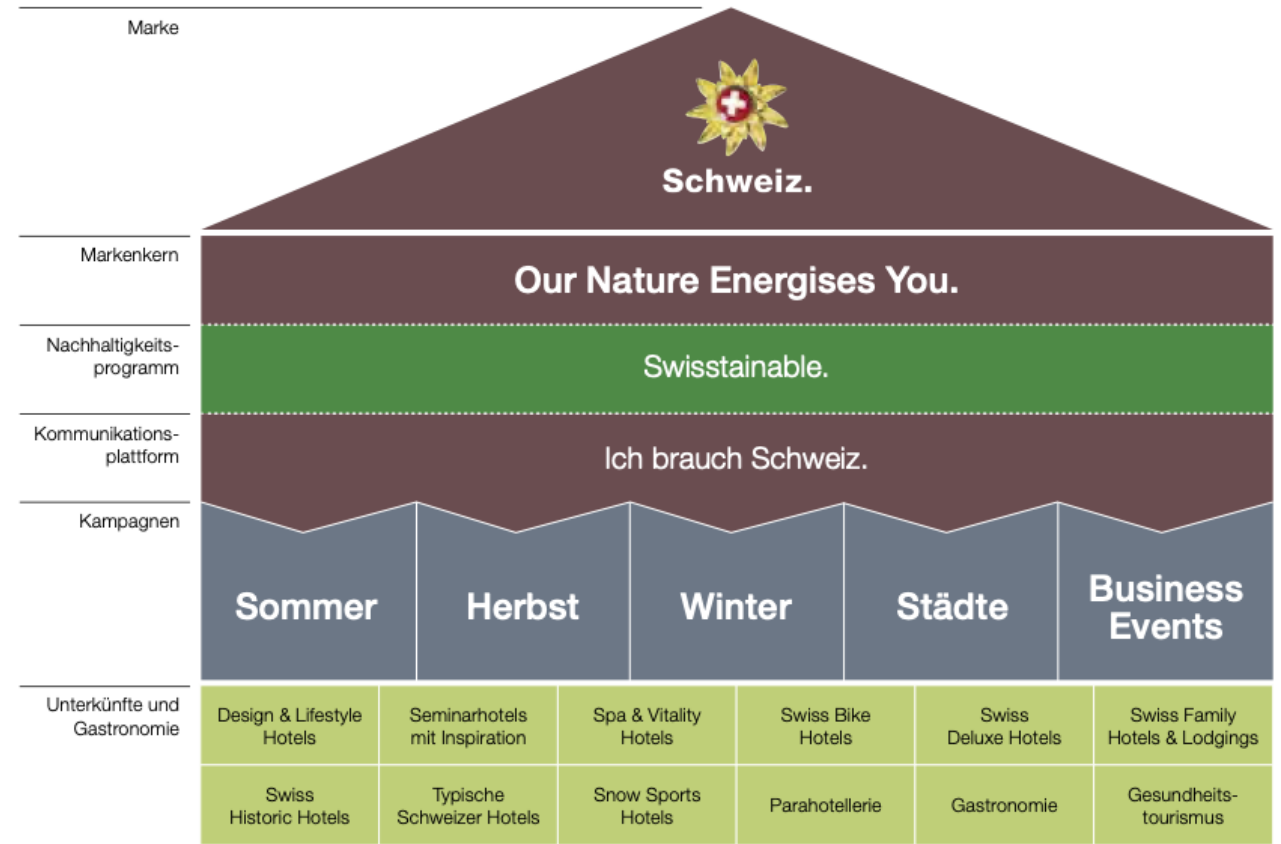 Marke
Schweiz.
Markenkern
Our Nature Energises You.
Nachhaltigkeits-
programm
Swisstainable.
Kommunikations-
plattform
Ich brauch Schweiz.
Kampagnen
Sommer
Herbst
Winter
Städte
Business
Events
Unterkünfte und
Gastronomie
Design & Lifestyle
Hotels
Seminarhotels
mit Inspiration
Spa & Vitality
Hotels
Swiss Bike
Hotels
Swiss
Deluxe Hotels
Swiss Family
Hotels & Lodgings
Swiss
Historic Hotels
Typische
Schweizer Hotels
Snow Sports
Hotels
Parahotellerie
Gastronomie
Gesundheits-
tourismus